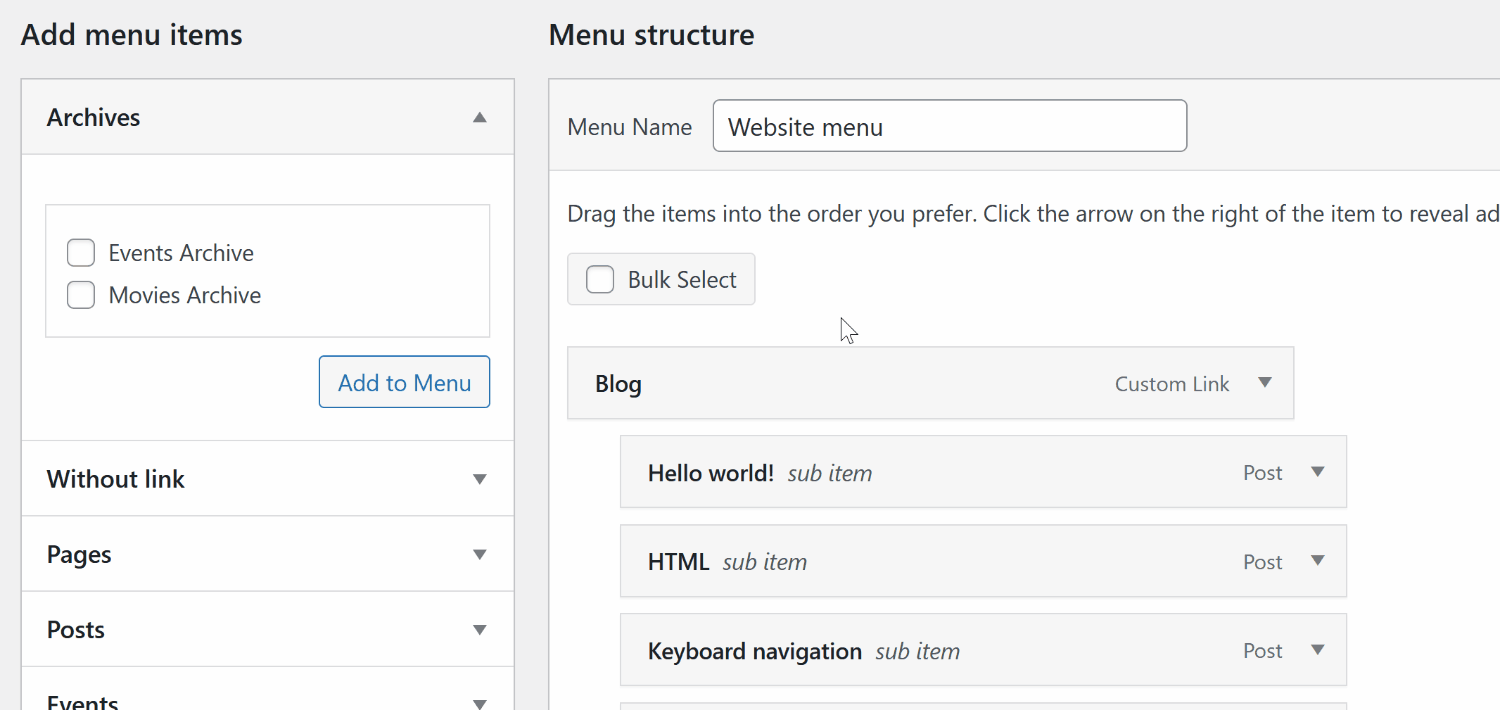 Add menu items
Archives
Events Archive
Movies Archive
Add to Menu
Without link
Pages
Posts
Events
Menu structure
Menu Name Website menu
Drag the items into the order you prefer. Click the arrow on the right of the item to reveal ad
Bulk Select
Blog Custom Link
Hello world! sub item Post
HTML sub item Post
Keyboard navigation sub item Post